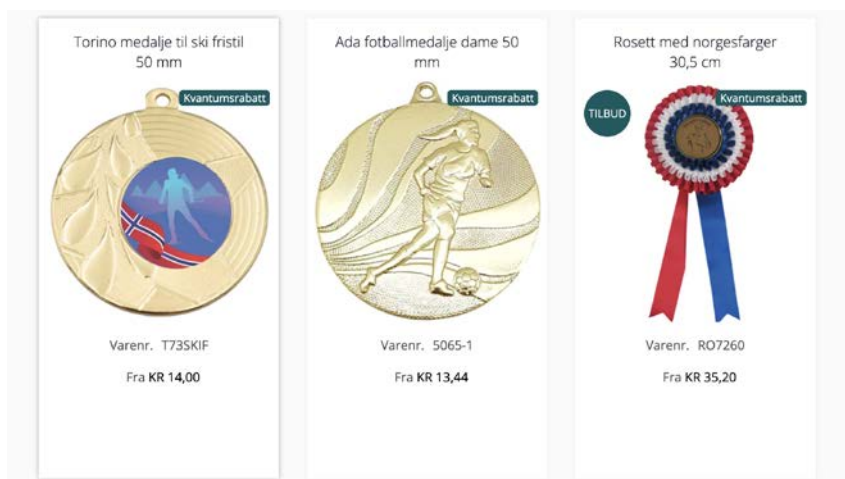 Torino medalje til ski fristil
50 mm
Kvantumsrabatt
Varenr. T73SKIF
Fra KR 14,00
Ada fotballmedalje dame 50
mm
Kvantumsrabatt
Varenr. 5065-1
Fra KR 13,44
Rosett med norgesfarger
30,5 cm
Kvantumsrabatt
TILBUD
Varenr. RO7260
Fra KR 35,20